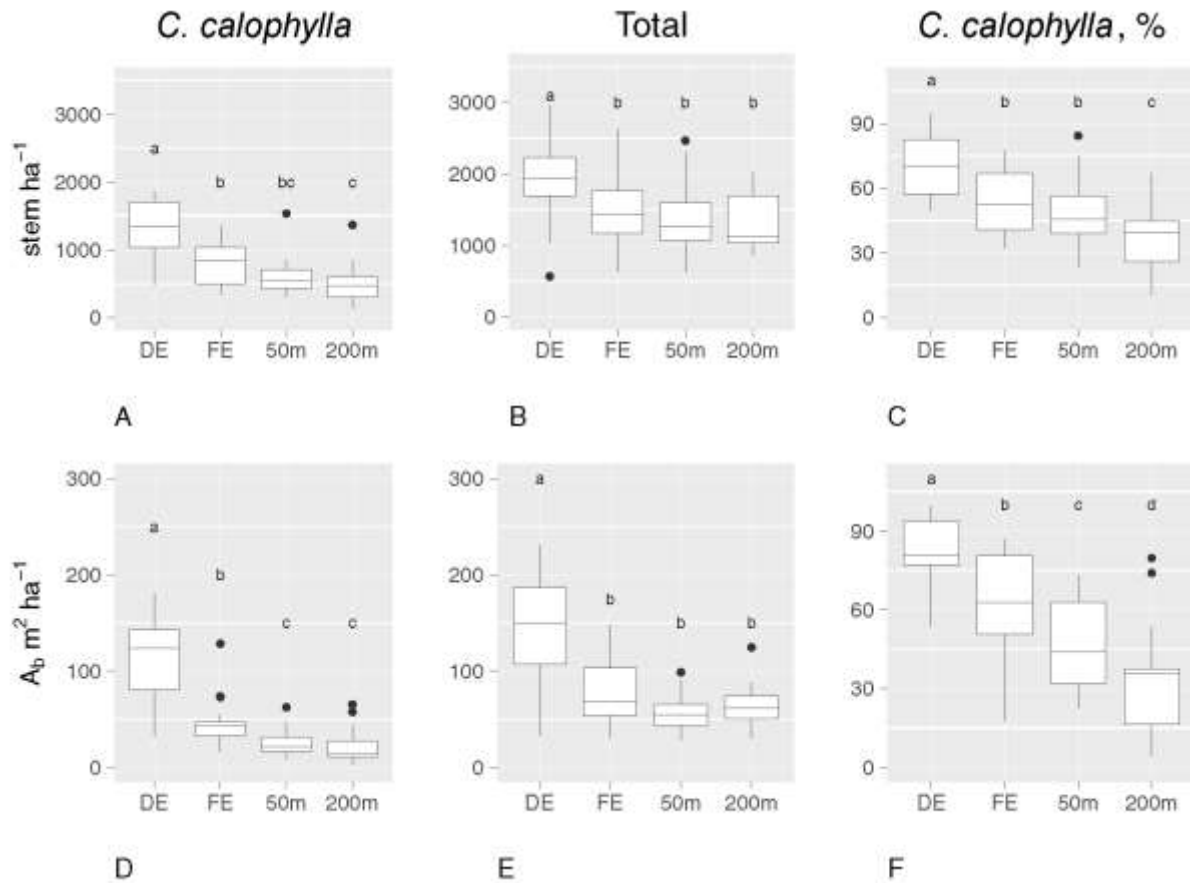 C. calophylla Total C. calophylla, %
stem ha⁻¹
3000
2000
1000
0
a
b
bc
c
DE FE 50m 200m
A
3000
2000
1000
0
a
b
b
b
DE FE 50m 200m
B
90
60
30
0
a
b
b
c
DE FE 50m 200m
C
A_b m² ha⁻¹
300
200
100
0
a
b
c
c
DE FE 50m 200m
D
300
200
100
0
a
b
b
b
DE FE 50m 200m
E
90
60
30
0
a
b
c
d
DE FE 50m 200m
F